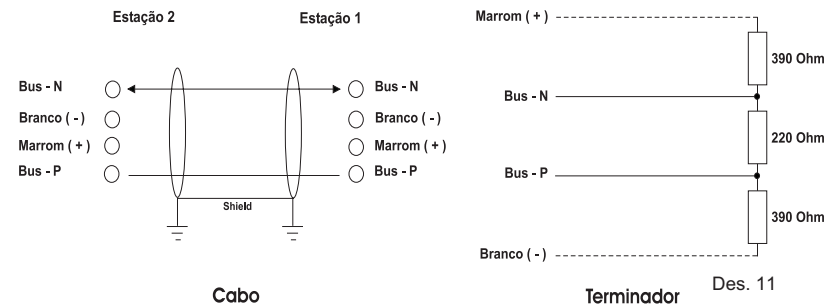 Estação 2
Estação 1
Bus - N
Bus - N
Branco ( - )
Branco ( - )
Marrom ( + )
Marrom ( + )
Bus - P
Bus - P
Shield
Cabo
Marrom ( + )
390 Ohm
Bus - N
220 Ohm
Bus - P
390 Ohm
Branco ( - )
Terminador
Des. 11